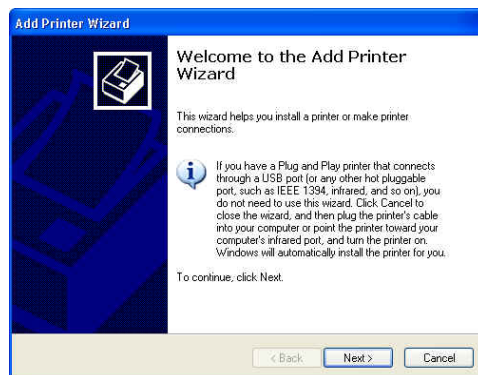 Add Printer Wizard
Welcome to the Add Printer
Wizard
This wizard helps you install a printer or make printer
connections.
If you have a Plug and Play printer that connects
through a USB port (or any other hot pluggable
port, such as IEEE 1394, infrared, and so on), you
do not need to use this wizard. Click Cancel to
close the wizard, and then plug the printer's cable
into your computer or point the printer toward your
computer's infrared port, and turn the printer on.
Windows will automatically install the printer for you.
To continue, click Next.
< Back
Next >
Cancel